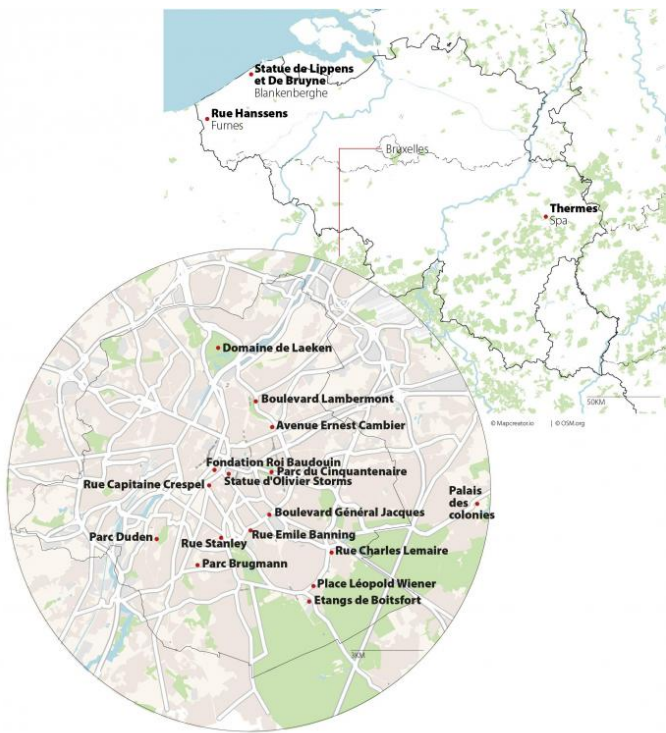 Statue de Lippens
et De Bruyne
Blankenberghe
Rue Hanssens
Furnes
Bruxelles
Thermes
Spa
50KM
© Mapcreator.io | © OSM.org
Domaine de Laeken
Boulevard Lambermont
Avenue Ernest Cambier
Fondation Roi Baudouin
Parc du Cinquantenaire
Statue d'Olivier Storms
Rue Capitaine Crespel
Palais
des
colonies
Boulevard Général Jacques
Rue Emile Banning
Parc Duden
Rue Stanley
Rue Charles Lemaire
Parc Brugmann
Place Léopold Wiener
Etangs de Boitsfort